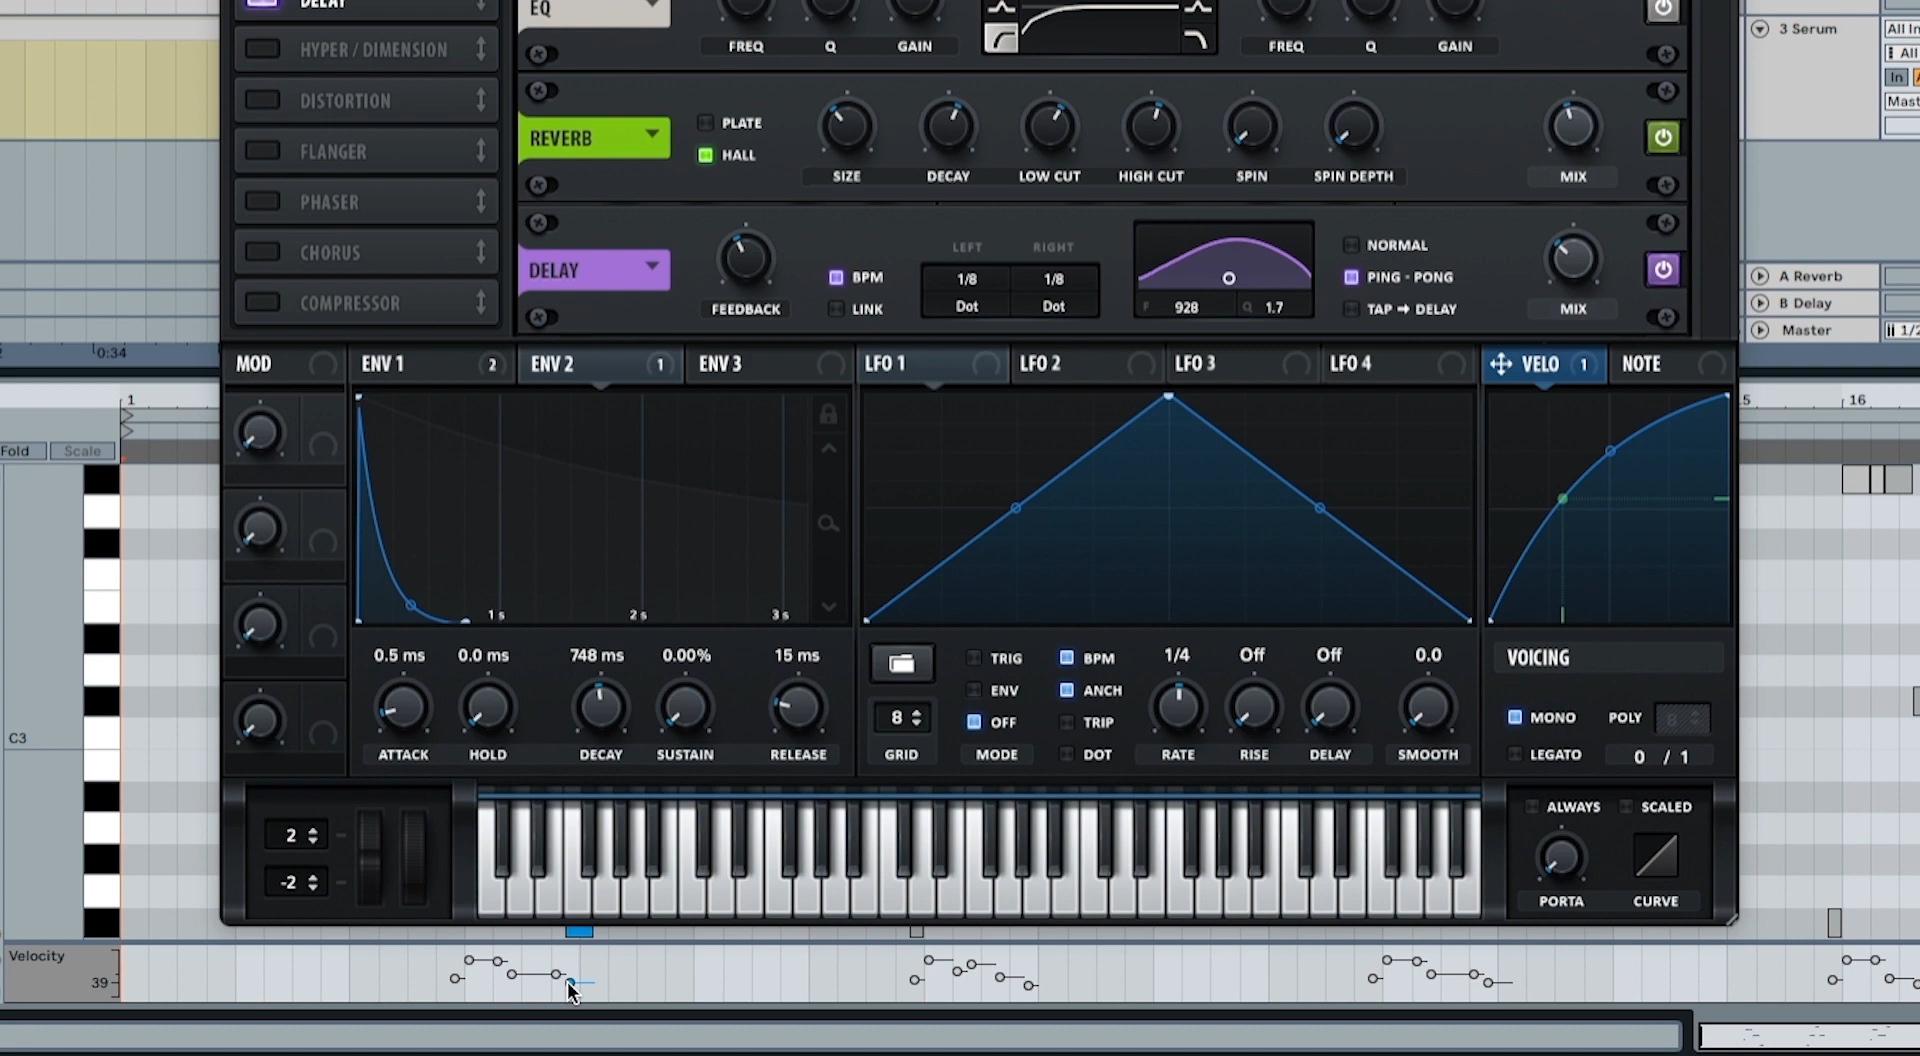 DELAY
EQ
FREQ Q GAIN
FREQ Q GAIN
3 Serum
All In
All
In
Mast
HYPER / DIMENSION
DISTORTION
FLANGER
PHASER
CHORUS
COMPRESSOR
REVERB
PLATE
HALL
SIZE DECAY LOW CUT HIGH CUT SPIN SPIN DEPTH MIX
DELAY
FEEDBACK
BPM
LINK
LEFT RIGHT
1/8 1/8
Dot Dot
F 928 Q 1.7
NORMAL
PING - PONG
TAP ➔ DELAY
MIX
A Reverb
B Delay
Master
1/2
0:34
MOD ENV 1 2 ENV 2 1 ENV 3 LFO 1 LFO 2 LFO 3 LFO 4 VELO 1 NOTE
1
5 16
Fold Scale
1 s 2 s 3 s
0.5 ms 0.0 ms 748 ms 0.00% 15 ms
ATTACK HOLD DECAY SUSTAIN RELEASE
8
GRID
TRIG
ENV
OFF
MODE
BPM
ANCH
TRIP
DOT
1/4 Off Off 0.0
RATE RISE DELAY SMOOTH
VOICING
MONO POLY 8
LEGATO 0 / 1
C3
2
-2
ALWAYS SCALED
PORTA CURVE
Velocity
39